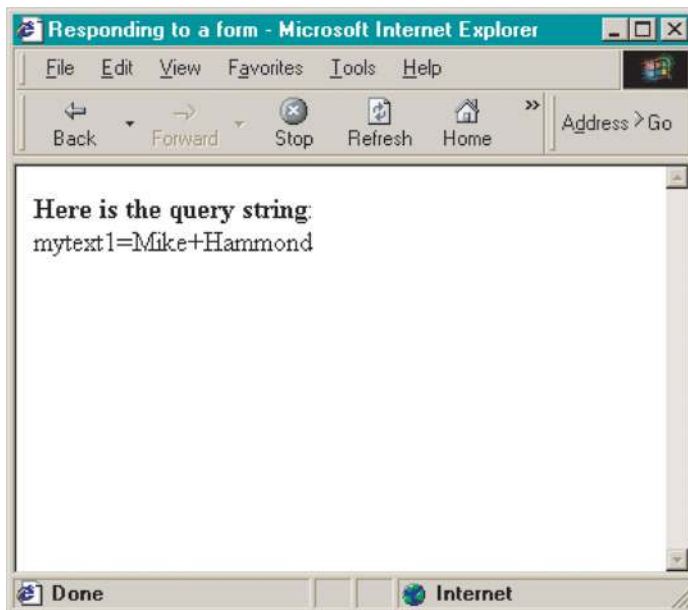 Responding to a form - Microsoft Internet Explorer
File Edit View Favorites Tools Help
Back Forward Stop Refresh Home » Address Go
Here is the query string:
mytext1=Mike+Hammond
Done Internet